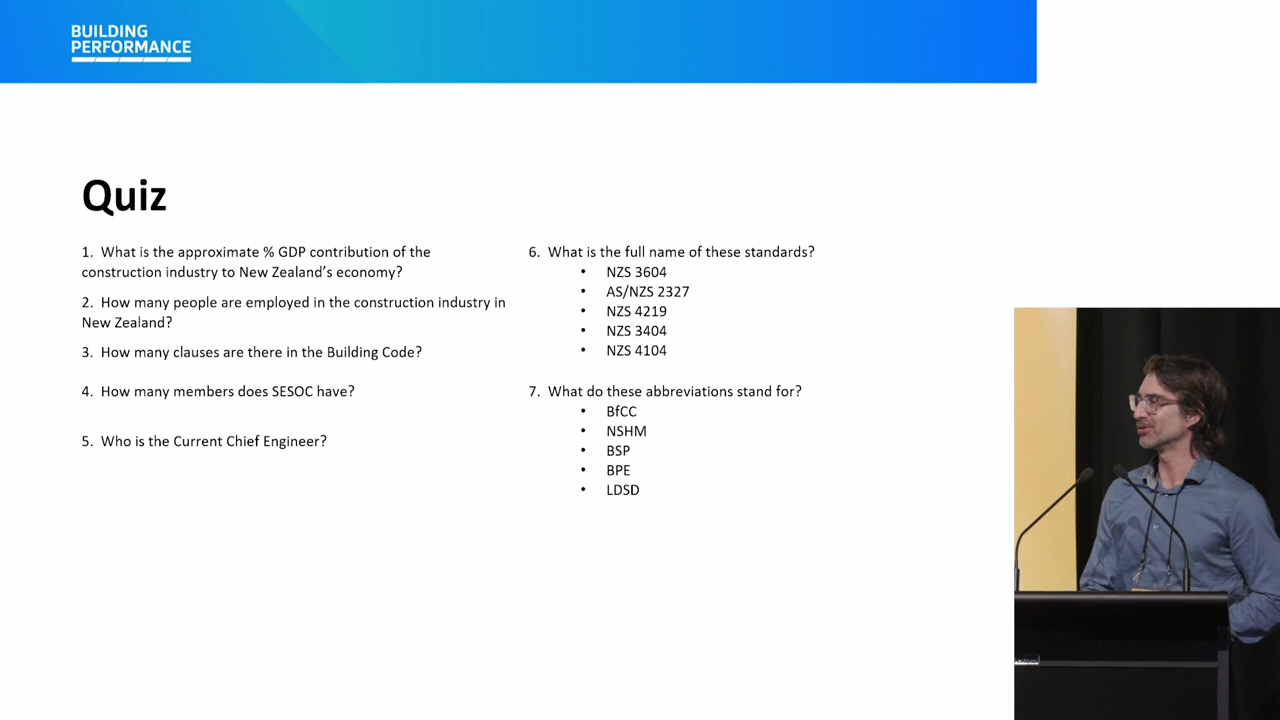 BUILDING
PERFORMANCE
Quiz
1. What is the approximate % GDP contribution of the
construction industry to New Zealand’s economy?
2. How many people are employed in the construction industry in
New Zealand?
3. How many clauses are there in the Building Code?
4. How many members does SESOC have?
5. Who is the Current Chief Engineer?
6. What is the full name of these standards?
• NZS 3604
• AS/NZS 2327
• NZS 4219
• NZS 3404
• NZS 4104
7. What do these abbreviations stand for?
• BfCC
• NSHM
• BSP
• BPE
• LDSD